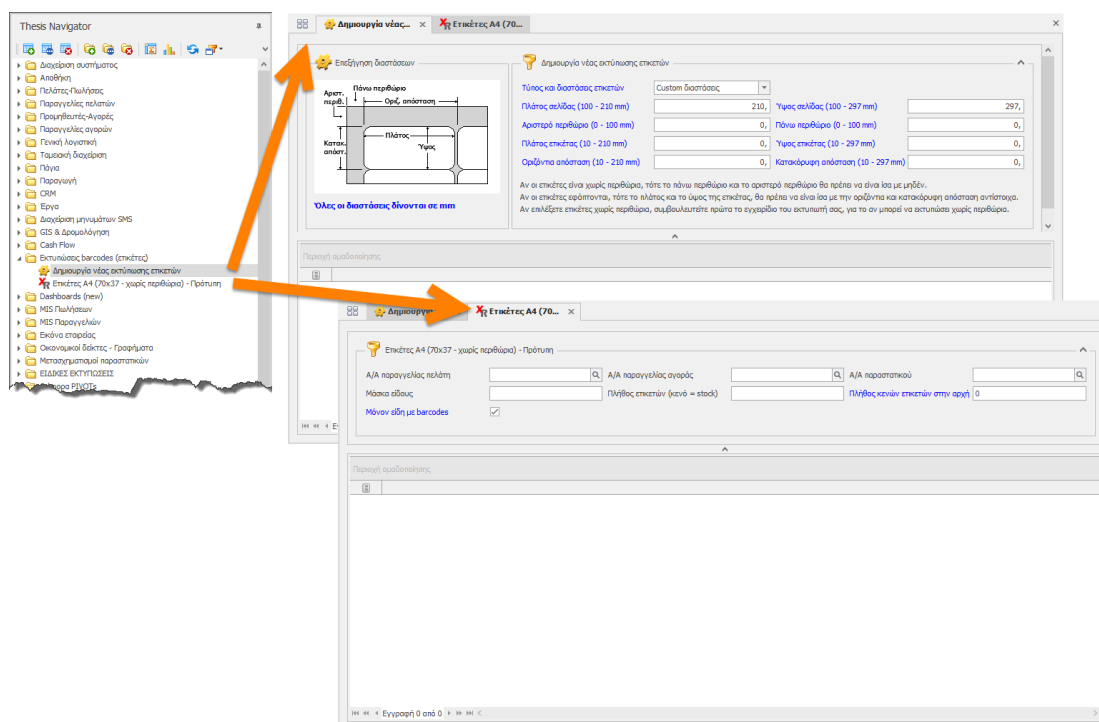 Thesis Navigator
Διαχείριση συστήματος
Αποθήκη
Πελάτες-Πωλήσεις
Παραγγελίες πελατών
Προμηθευτές-Αγορές
Παραγγελίες αγορών
Γενική λογιστική
Ταμειακή διαχείριση
Πάγια
Παραγωγή
CRM
Έργα
Διαχείριση μηνυμάτων SMS
GIS & Δρομολόγηση
Cash Flow
Εκτυπώσεις barcodes (ετικέτες)
Δημιουργία νέας εκτύπωσης ετικετών
Ετικέτες A4 (70x37 - χωρίς περιθώρια) - Πρότυπη
Dashboards (new)
MIS Πωλήσεων
MIS Παραγγελιών
Εικόνα εταιρείας
Οικονομικοί δείκτες - Γραφήματα
Μετασχηματισμοί παραστατικών
ΕΙΔΙΚΕΣ ΕΚΤΥΠΩΣΕΙΣ
PIVOTs
Δημιουργία νέας... × Ετικέτες A4 (70...
Επεξήγηση διαστάσεων
Αριστ. περιθ.
Πάνω περιθώριο
Οριζ. απόσταση
Πλάτος
Ύψος
Κατακ. απόστ.
Όλες οι διαστάσεις δίνονται σε mm
Δημιουργία νέας εκτύπωσης ετικετών
Τύπος και διαστάσεις ετικετών Custom διαστάσεις
Πλάτος σελίδας (100 - 210 mm) 210, Ύψος σελίδας (100 - 297 mm) 297,
Αριστερό περιθώριο (0 - 100 mm) 0, Πάνω περιθώριο (0 - 100 mm) 0,
Πλάτος ετικέτας (10 - 210 mm) 0, Ύψος ετικέτας (10 - 297 mm) 0,
Οριζόντια απόσταση (10 - 210 mm) 0, Κατακόρυφη απόσταση (10 - 297 mm) 0,
Αν οι ετικέτες είναι χωρίς περιθώρια, τότε το πάνω περιθώριο και το αριστερό περιθώριο θα πρέπει να είναι ίσα με μηδέν.
Αν οι ετικέτες εφάπτονται, τότε το πλάτος και το ύψος της ετικέτας, θα πρέπει να είναι ίσα με την οριζόντια και κατακόρυφη απόσταση αντίστοιχα.
Αν επιλέξετε ετικέτες χωρίς περιθώρια, συμβουλευτείτε πρώτα το εγχειρίδιο του εκτυπωτή σας, για το αν μπορεί να εκτυπώσει χωρίς περιθώρια.
Περιοχή ομαδοποίησης
Ετικέτες A4 (70... ×
Ετικέτες A4 (70x37 - χωρίς περιθώρια) - Πρότυπη
Α/Α παραγγελίας πελάτη Α/Α παραγγελίας αγοράς Α/Α παραστατικού
Μάσκα είδους Πλήθος ετικετών (κενό = stock) Πλήθος κενών ετικετών στην αρχή 0
Μόνον είδη με barcodes
Περιοχή ομαδοποίησης
Εγγραφή 0 από 0